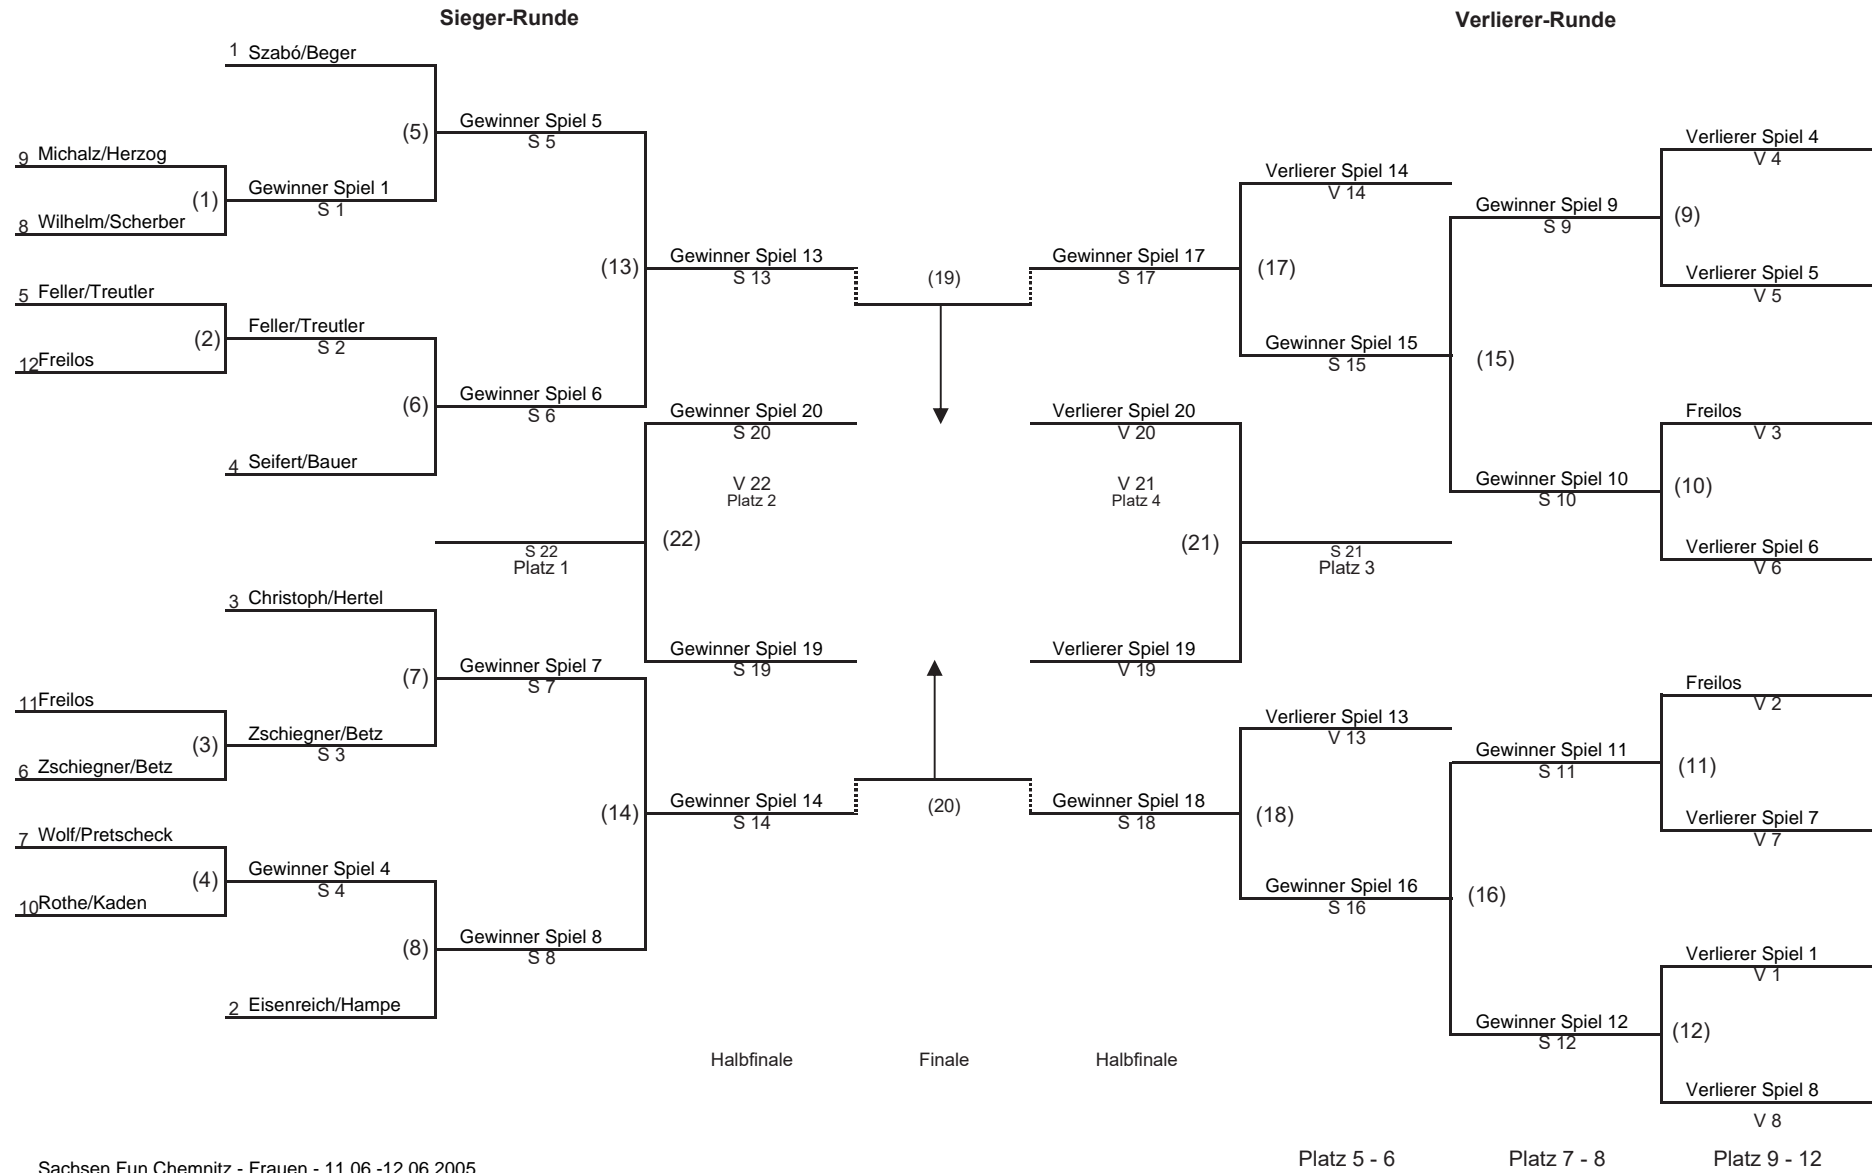 Sieger-Runde
Verlierer-Runde
1 Szabó/Beger
(5)
Gewinner Spiel 5
S 5
9 Michalz/Herzog
(1)
Gewinner Spiel 1
S 1
8 Wilhelm/Scherber
(13)
Gewinner Spiel 13
S 13
5 Feller/Treutler
(2)
Feller/Treutler
S 2
12 Freilos
(6)
Gewinner Spiel 6
S 6
4 Seifert/Bauer
Gewinner Spiel 20
S 20
V 22
Platz 2
(22)
S 22
Platz 1
3 Christoph/Hertel
(7)
Gewinner Spiel 7
S 7
Gewinner Spiel 19
S 19
11 Freilos
(3)
Zschiegner/Betz
S 3
6 Zschiegner/Betz
(14)
Gewinner Spiel 14
S 14
7 Wolf/Pretscheck
(4)
Gewinner Spiel 4
S 4
10 Rothe/Kaden
(8)
Gewinner Spiel 8
S 8
2 Eisenreich/Hampe
(19)
(20)
Gewinner Spiel 17
S 17
(17)
Verlierer Spiel 14
V 14
Gewinner Spiel 15
S 15
(15)
Gewinner Spiel 9
S 9
(9)
Verlierer Spiel 4
V 4
Verlierer Spiel 5
V 5
Verlierer Spiel 20
V 20
V 21
Platz 4
(21)
S 21
Platz 3
Verlierer Spiel 19
V 19
Gewinner Spiel 10
S 10
(10)
Freilos
V 3
Verlierer Spiel 6
V 6
Verlierer Spiel 13
V 13
Gewinner Spiel 18
S 18
(18)
Gewinner Spiel 16
S 16
(16)
Gewinner Spiel 11
S 11
(11)
Freilos
V 2
Verlierer Spiel 7
V 7
Gewinner Spiel 12
S 12
(12)
Verlierer Spiel 1
V 1
Verlierer Spiel 8
V 8
Halbfinale
Finale
Halbfinale
Platz 5 - 6
Platz 7 - 8
Platz 9 - 12
Sachsen Fun Chemnitz - Frauen - 11.06.-12.06.2005